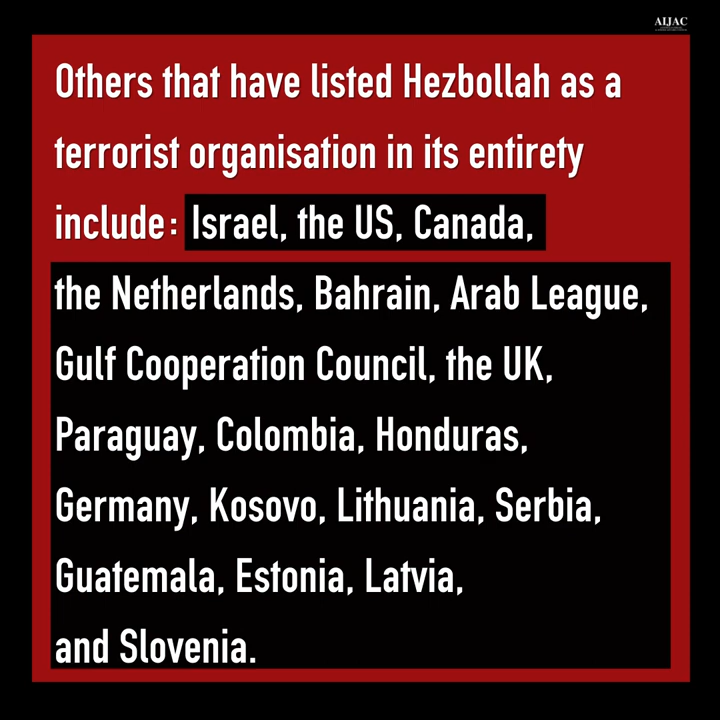 AIJAC
Others that have listed Hezbollah as a
terrorist organisation in its entirety
include: Israel, the US, Canada,
the Netherlands, Bahrain, Arab League,
Gulf Cooperation Council, the UK,
Paraguay, Colombia, Honduras,
Germany, Kosovo, Lithuania, Serbia,
Guatemala, Estonia, Latvia,
and Slovenia.